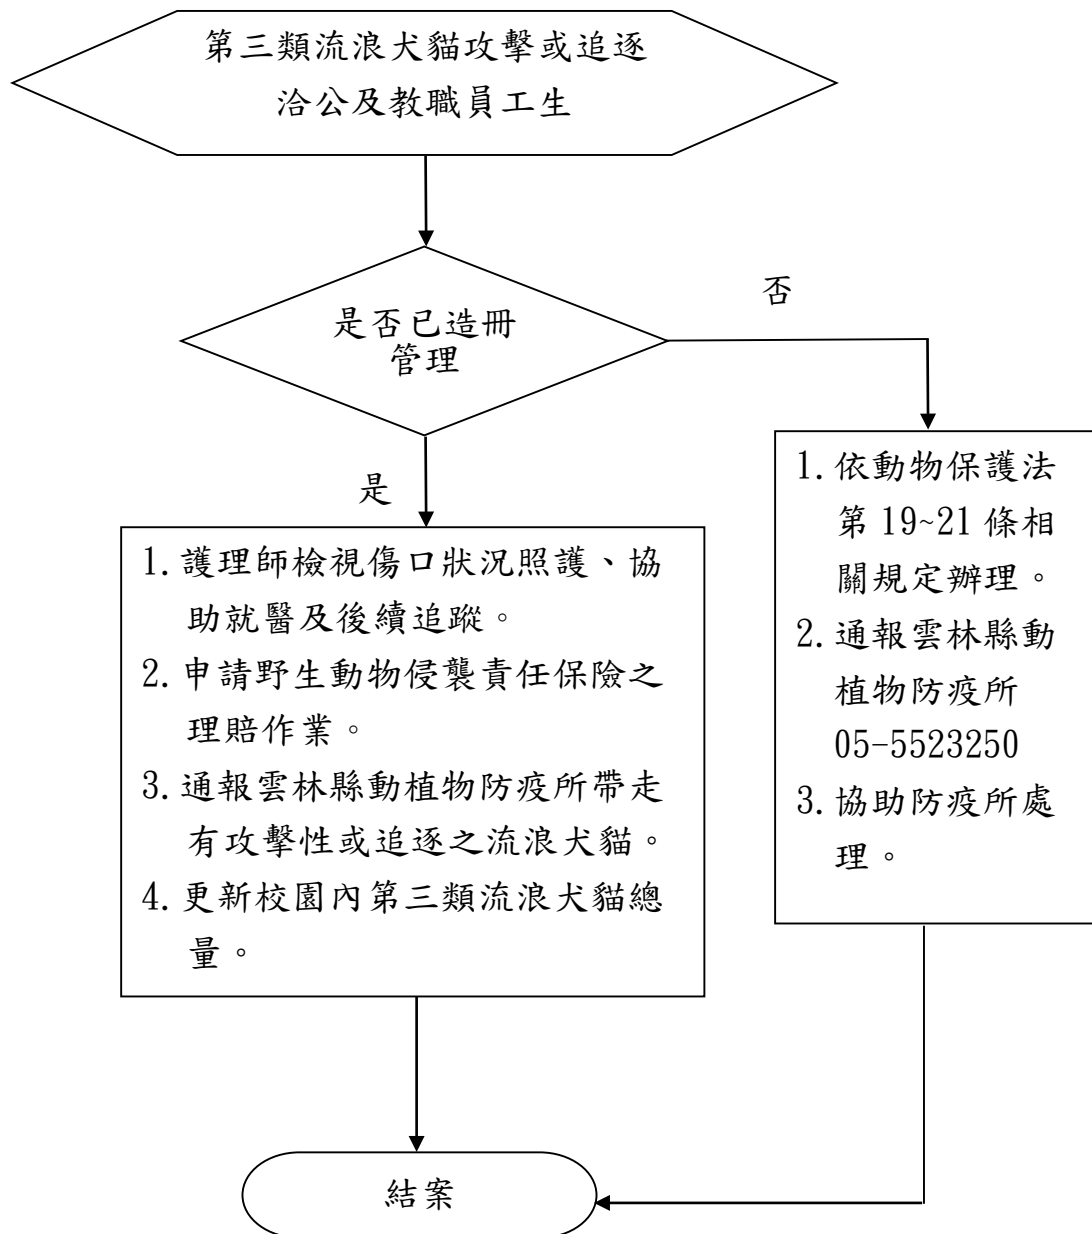 第三類流浪犬貓攻擊或追逐
洽公及教職員工生
是否已造冊
管理
否
是
1. 護理師檢視傷口狀況照護、協
助就醫及後續追蹤。
2. 申請野生動物侵襲責任保險之
理賠作業。
3. 通報雲林縣動植物防疫所帶走
有攻擊性或追逐之流浪犬貓。
4. 更新校園內第三類流浪犬貓總
量。
1. 依動物保護法
第 19~21 條相
關規定辦理。
2. 通報雲林縣動
植物防疫所
05-5523250
3. 協助防疫所處
理。
結案